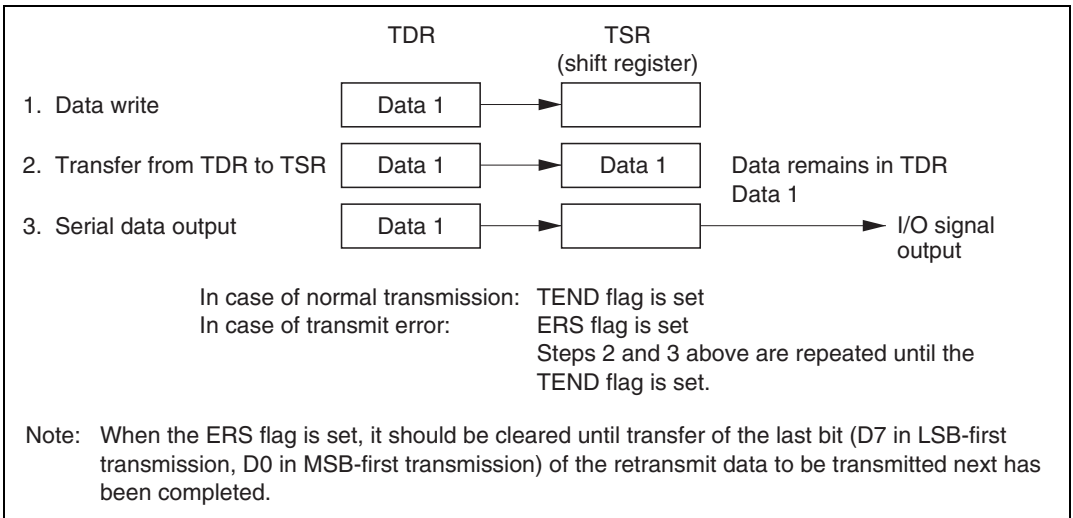 TDR TSR
(shift register)
1. Data write Data 1
2. Transfer from TDR to TSR Data 1 Data 1 Data remains in TDR
Data 1
3. Serial data output Data 1 I/O signal
output
In case of normal transmission: TEND flag is set
In case of transmit error: ERS flag is set
Steps 2 and 3 above are repeated until the
TEND flag is set.
Note: When the ERS flag is set, it should be cleared until transfer of the last bit (D7 in LSB-first
transmission, D0 in MSB-first transmission) of the retransmit data to be transmitted next has
been completed.